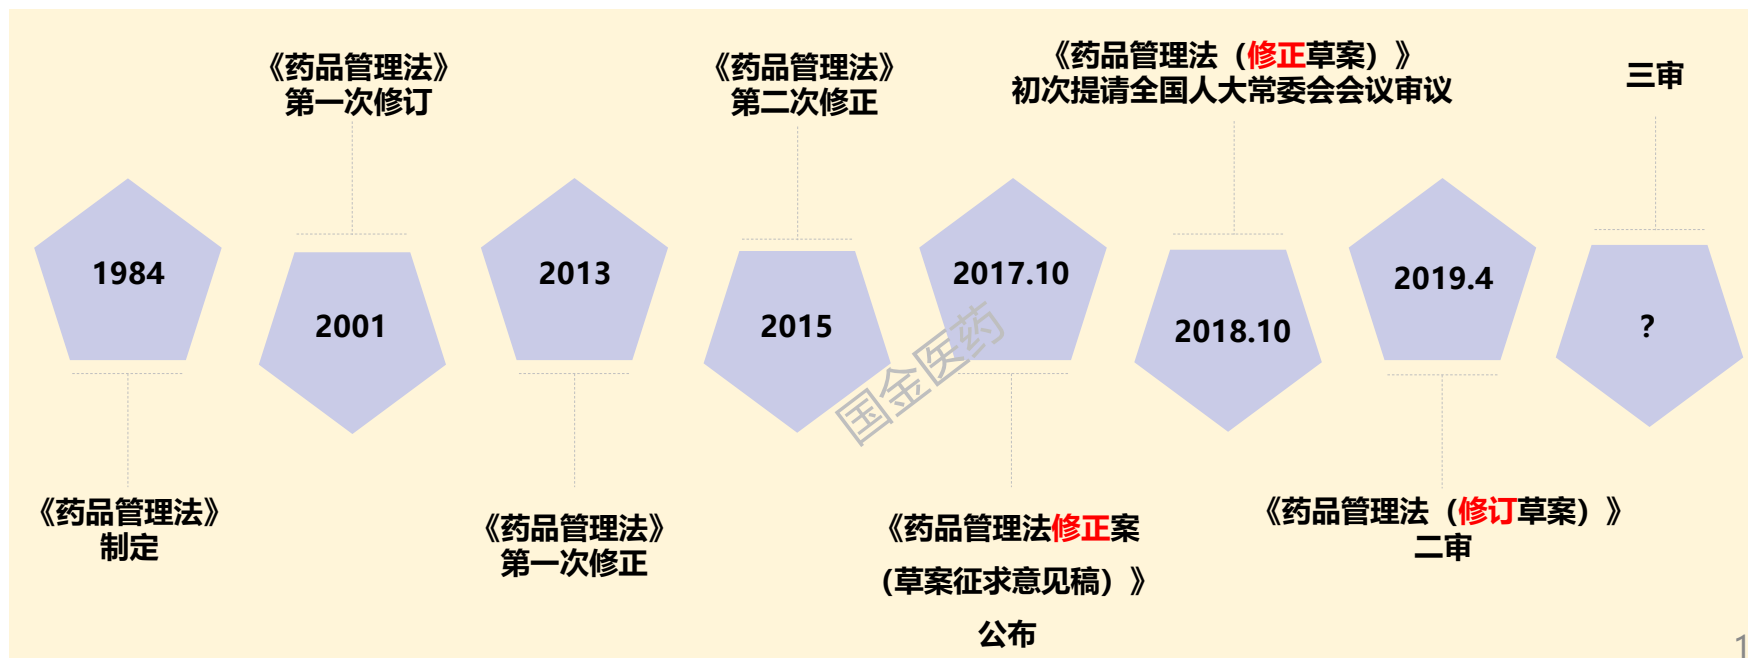 《药品管理法》
第一次修订
《药品管理法》
第二次修正
《药品管理法（修正草案）》
初次提请全国人大常委会会议审议
三审
1984
2001
2013
2015
2017.10
2018.10
2019.4
?
国金医药
《药品管理法》
制定
《药品管理法》
第一次修正
《药品管理法修正案
（草案征求意见稿）》
公布
《药品管理法（修订草案）》
二审
1